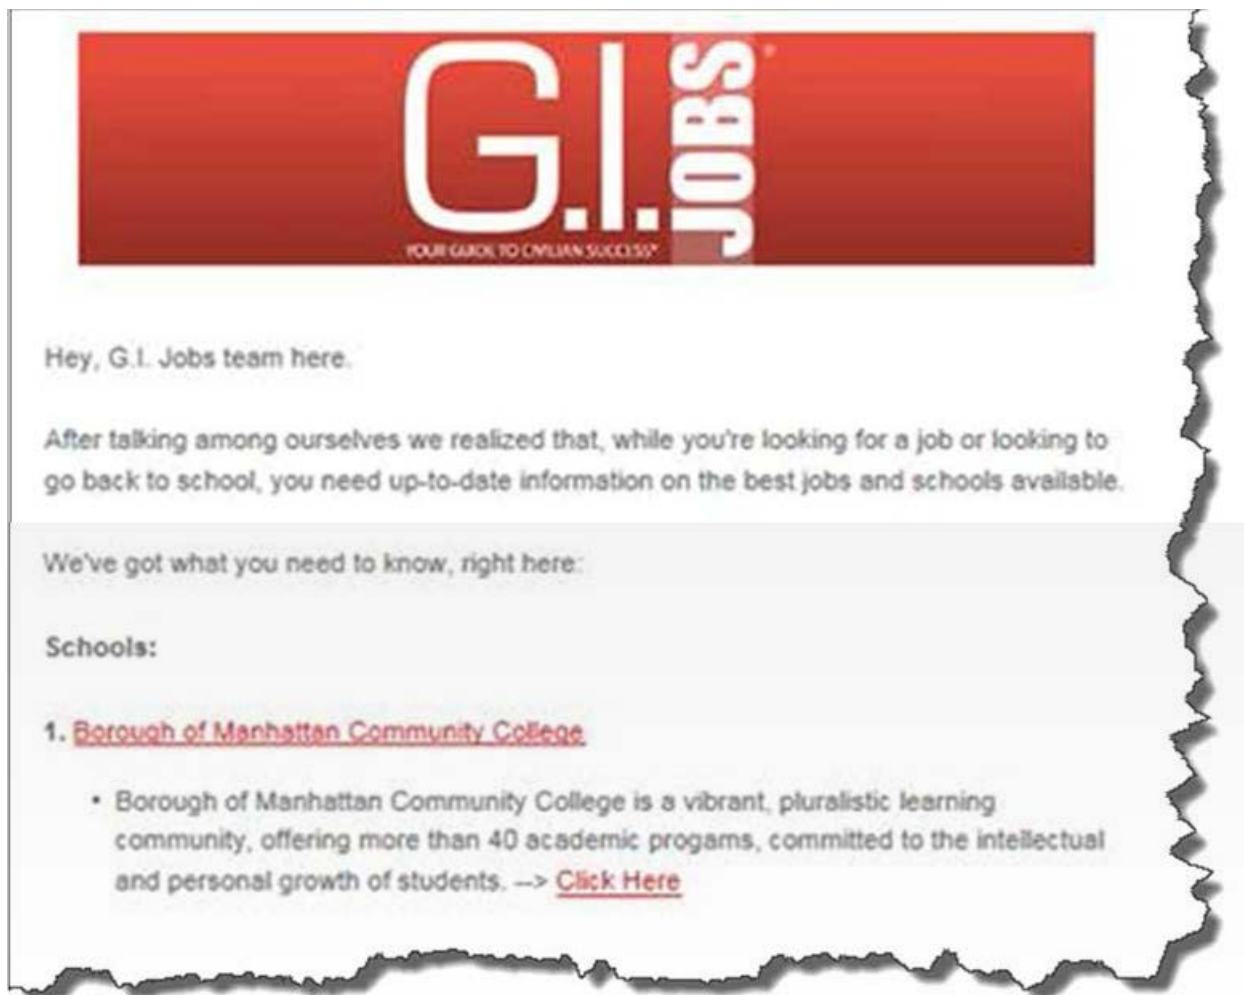 G.I. JOBS®
YOUR GUIDE TO CIVILIAN SUCCESS®
Hey, G.I. Jobs team here.
After talking among ourselves we realized that, while you're looking for a job or looking to
go back to school, you need up-to-date information on the best jobs and schools available.
We've got what you need to know, right here:
Schools:
1. Borough of Manhattan Community College
• Borough of Manhattan Community College is a vibrant, pluralistic learning
community, offering more than 40 academic progams, committed to the intellectual
and personal growth of students. --> Click Here